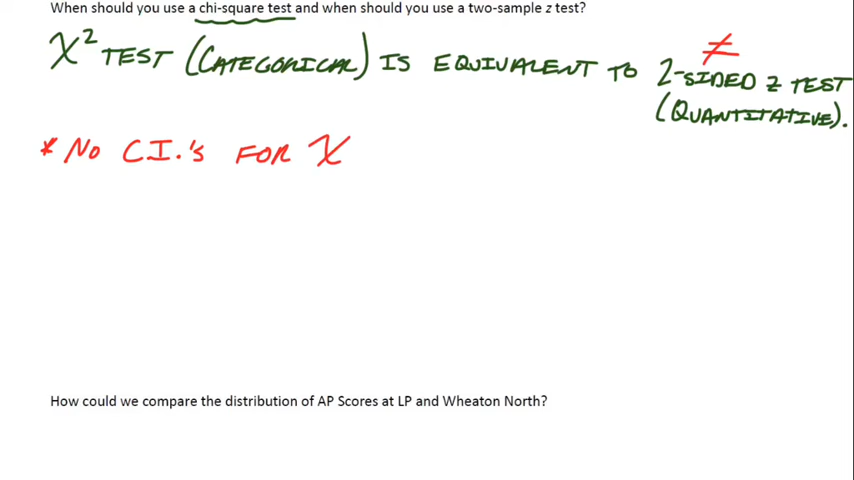 When should you use a chi-square test and when should you use a two-sample z test?
≠
χ² TEST (CATEGORICAL) IS EQUIVALENT TO 2-SIDED Z TEST
(QUANTITATIVE).
* NO C.I.'s FOR χ
How could we compare the distribution of AP Scores at LP and Wheaton North?